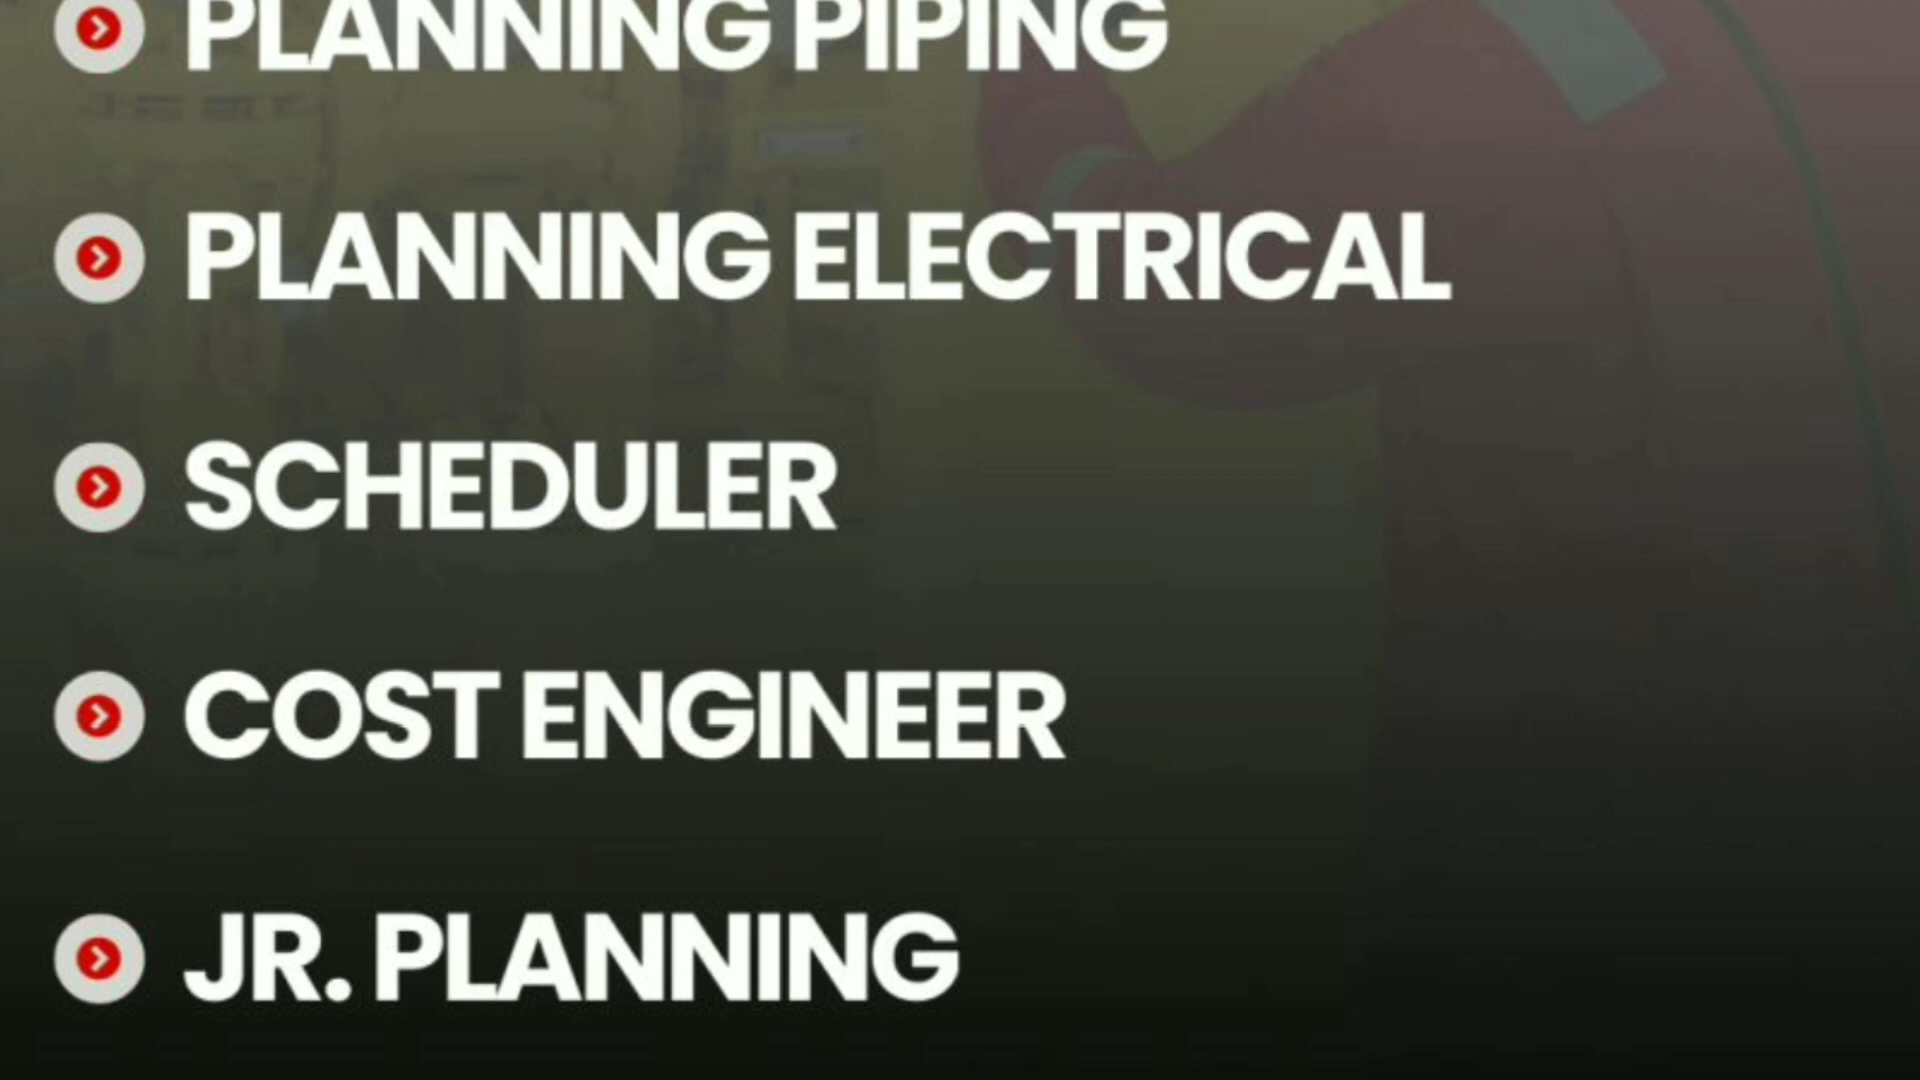 PLANNING PIPING
PLANNING ELECTRICAL
SCHEDULER
COST ENGINEER
JR. PLANNING